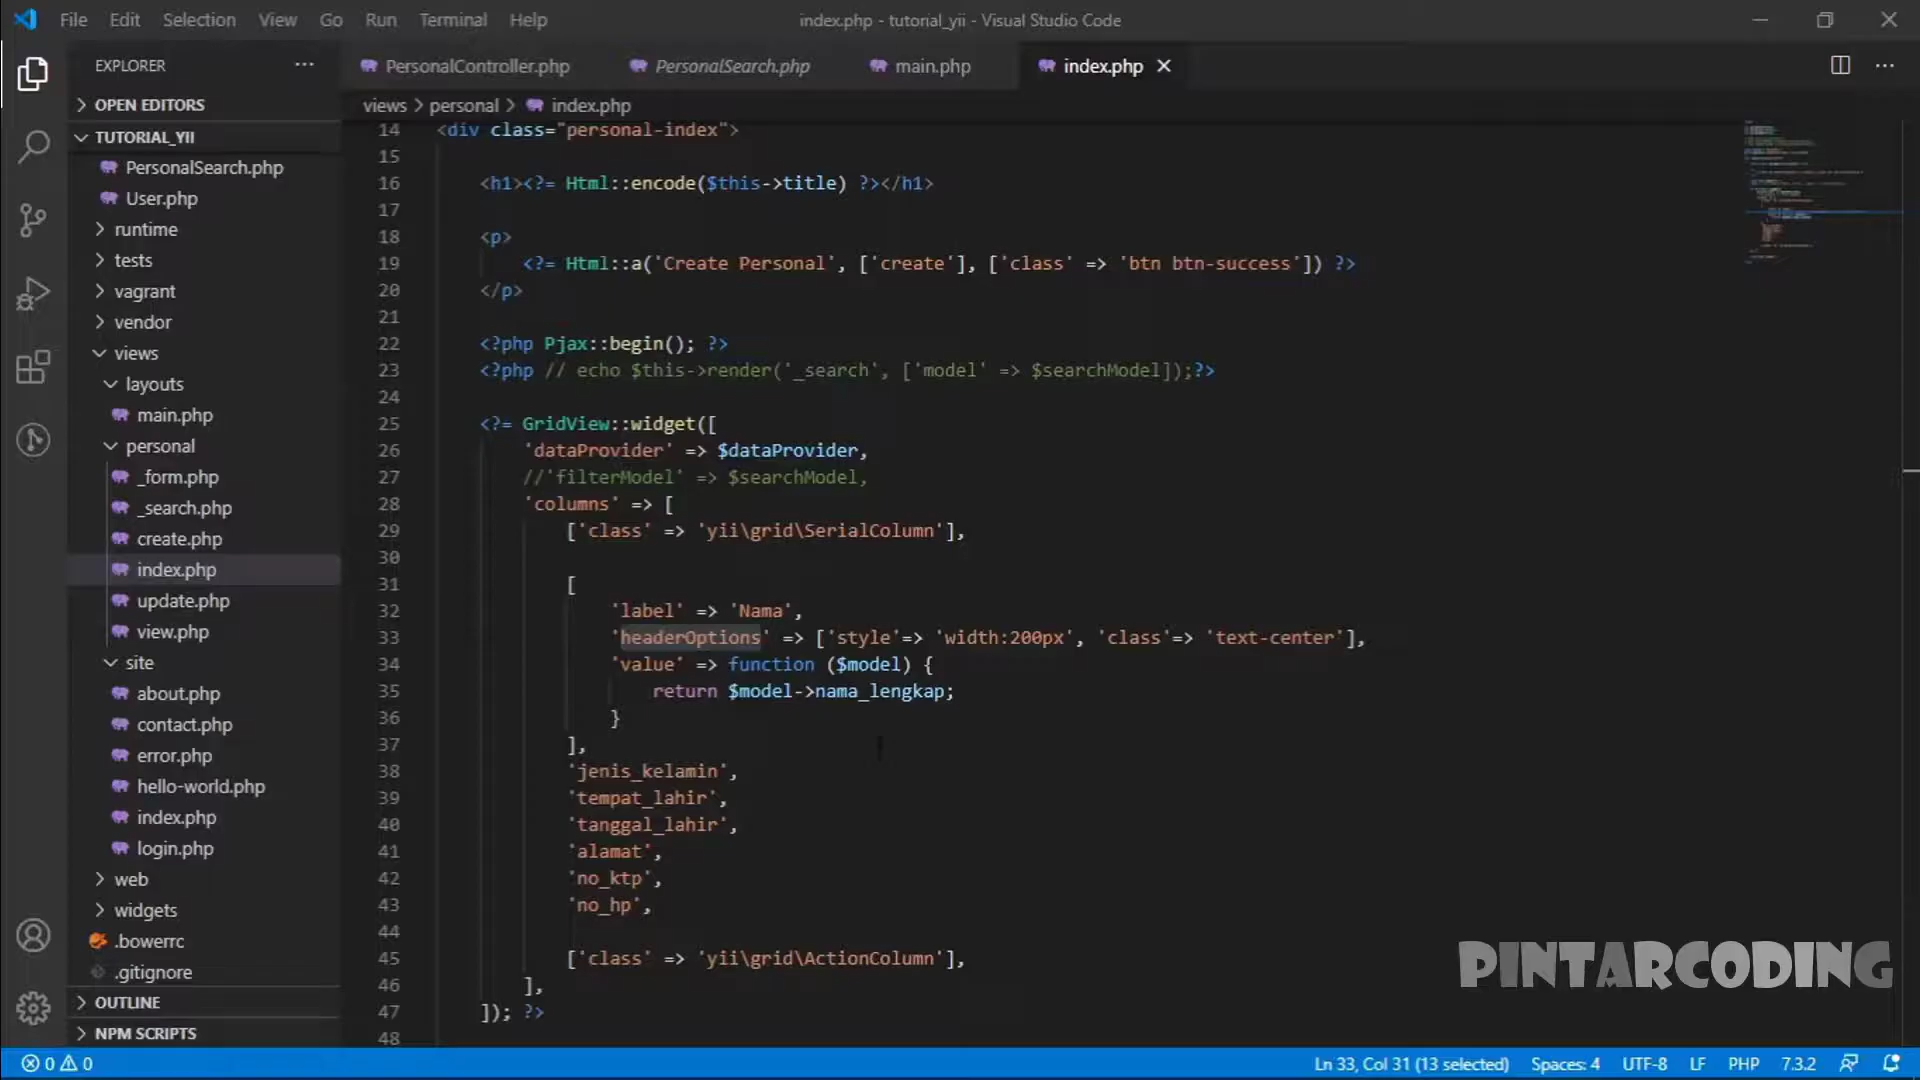 File Edit Selection View Go Run Terminal Help
index.php - tutorial_yii - Visual Studio Code
EXPLORER
OPEN EDITORS
TUTORIAL_YII
PersonalSearch.php
User.php
runtime
tests
vagrant
vendor
views
layouts
main.php
personal
_form.php
_search.php
create.php
index.php
update.php
view.php
site
about.php
contact.php
error.php
hello-world.php
index.php
login.php
web
widgets
.bowerrc
.gitignore
OUTLINE
NPM SCRIPTS
PersonalController.php PersonalSearch.php main.php index.php
views > personal > index.php
14 <div class="personal-index">
15
16 <h1><?= Html::encode($this->title) ?></h1>
17
18 <p>
19 <?= Html::a('Create Personal', ['create'], ['class' => 'btn btn-success']) ?>
20 </p>
21
22 <?php Pjax::begin(); ?>
23 <?php // echo $this->render('_search', ['model' => $searchModel]);?>
24
25 <?= GridView::widget([
26 'dataProvider' => $dataProvider,
27 //'filterModel' => $searchModel,
28 'columns' => [
29 ['class' => 'yii\grid\SerialColumn'],
30
31 [
32 'label' => 'Nama',
33 'headerOptions' => ['style'=> 'width:200px', 'class'=> 'text-center'],
34 'value' => function ($model) {
35 return $model->nama_lengkap;
36 }
37 ],
38 'jenis_kelamin',
39 'tempat_lahir',
40 'tanggal_lahir',
41 'alamat',
42 'no_ktp',
43 'no_hp',
44
45 ['class' => 'yii\grid\ActionColumn'],
46 ],
47 ]); ?>
48
PINTARCODING
0 0
Ln 33, Col 31 (13 selected) Spaces: 4 UTF-8 LF PHP 7.3.2